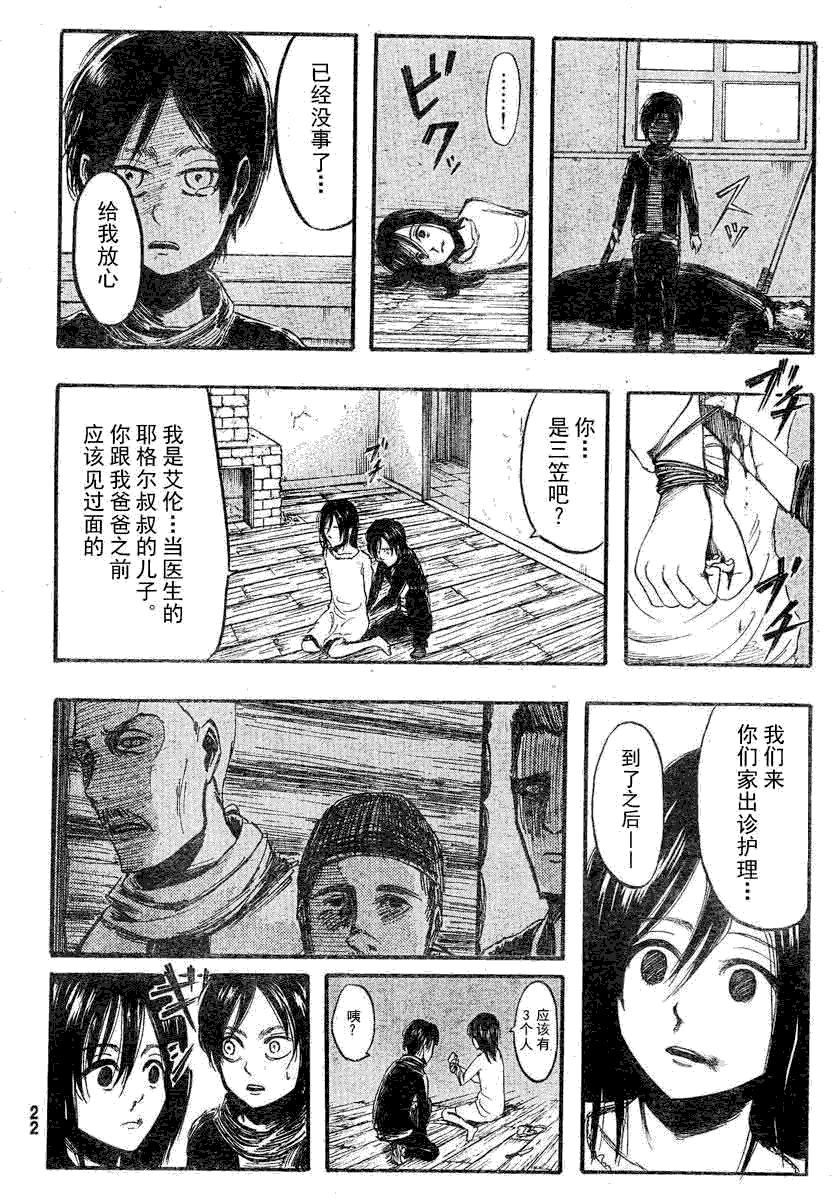 スッ
……！
ビクッ
已经没事了…
给我放心
ブチ
ブチ
你…
是三笠吧？
我是艾伦…当医生的
耶格尔叔叔的儿子。
你跟我爸爸之前
应该见过面的
我们来
你们家出诊护理…
到了之后——
应该有
3个人
咦？
ギシッ
22